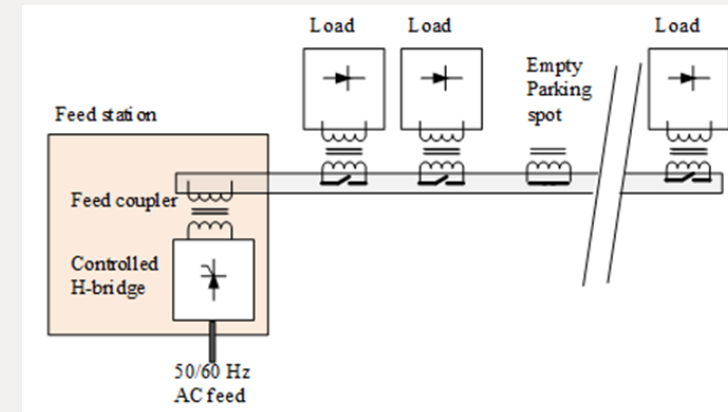 Load
Load
Load
Empty
Parking
spot
Feed station
Feed coupler
Controlled
H-bridge
50/60 Hz
AC feed